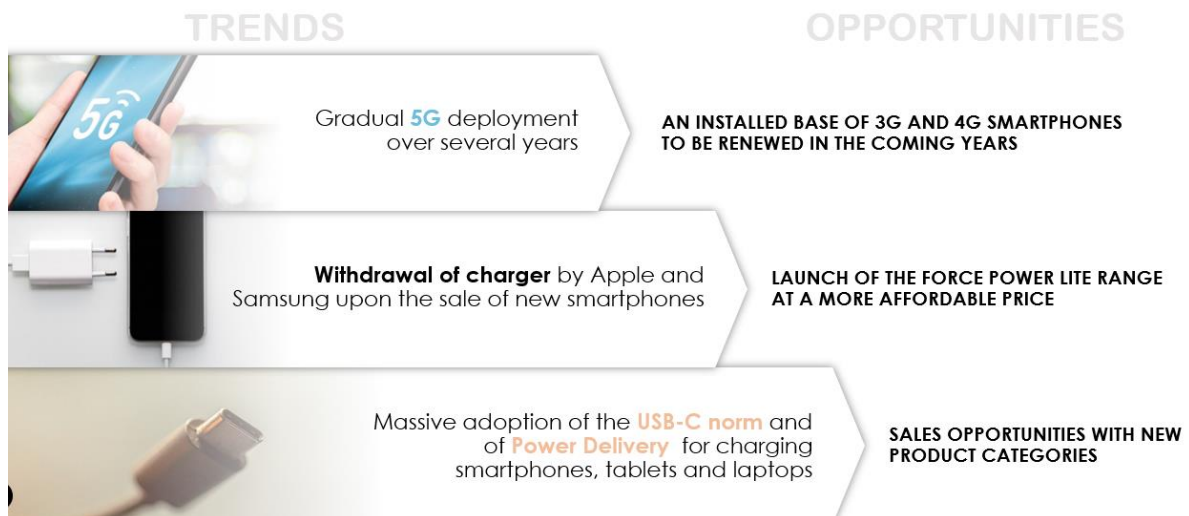 TRENDS
OPPORTUNITIES
5G
Gradual 5G deployment
over several years
AN INSTALLED BASE OF 3G AND 4G SMARTPHONES
TO BE RENEWED IN THE COMING YEARS
Withdrawal of charger by Apple and
Samsung upon the sale of new smartphones
LAUNCH OF THE FORCE POWER LITE RANGE
AT A MORE AFFORDABLE PRICE
Massive adoption of the USB-C norm and
of Power Delivery for charging
smartphones, tablets and laptops
SALES OPPORTUNITIES WITH NEW
PRODUCT CATEGORIES